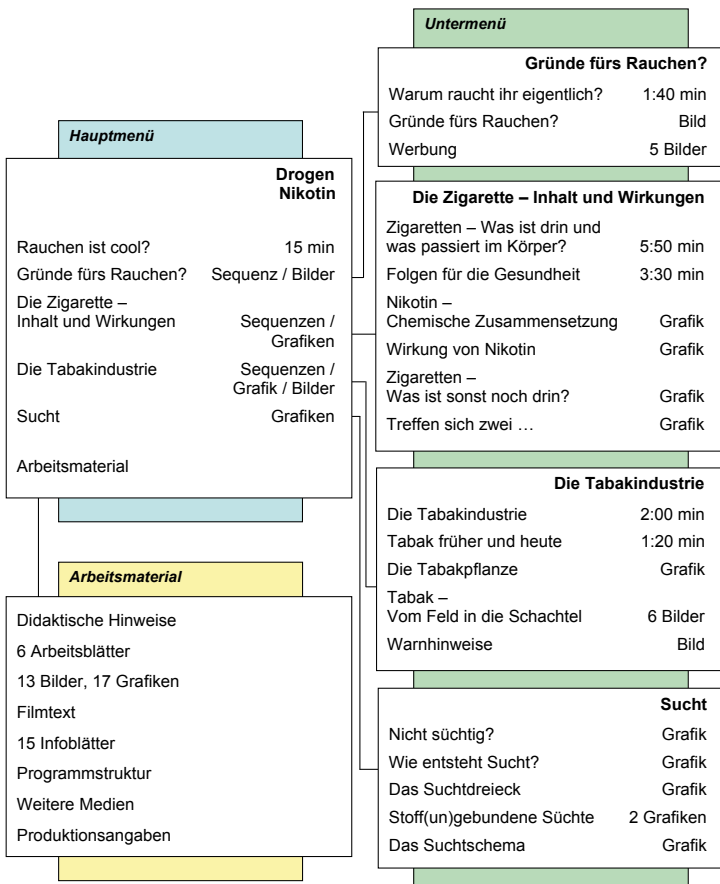 Hauptmenü
Drogen
Nikotin
Rauchen ist cool? 15 min
Gründe fürs Rauchen? Sequenz / Bilder
Die Zigarette –
Inhalt und Wirkungen Sequenzen /
Grafiken
Die Tabakindustrie Sequenzen /
Grafik / Bilder
Sucht Grafiken
Arbeitsmaterial
Arbeitsmaterial
Didaktische Hinweise
6 Arbeitsblätter
13 Bilder, 17 Grafiken
Filmtext
15 Infoblätter
Programmstruktur
Weitere Medien
Produktionsangaben
Untermenü
Gründe fürs Rauchen?
Warum raucht ihr eigentlich? 1:40 min
Gründe fürs Rauchen? Bild
Werbung 5 Bilder
Die Zigarette – Inhalt und Wirkungen
Zigaretten – Was ist drin und
was passiert im Körper? 5:50 min
Folgen für die Gesundheit 3:30 min
Nikotin –
Chemische Zusammensetzung Grafik
Wirkung von Nikotin Grafik
Zigaretten –
Was ist sonst noch drin? Grafik
Treffen sich zwei … Grafik
Die Tabakindustrie
Die Tabakindustrie 2:00 min
Tabak früher und heute 1:20 min
Die Tabakpflanze Grafik
Tabak –
Vom Feld in die Schachtel 6 Bilder
Warnhinweise Bild
Sucht
Nicht süchtig? Grafik
Wie entsteht Sucht? Grafik
Das Suchtdreieck Grafik
Stoff(un)gebundene Süchte 2 Grafiken
Das Suchtschema Grafik